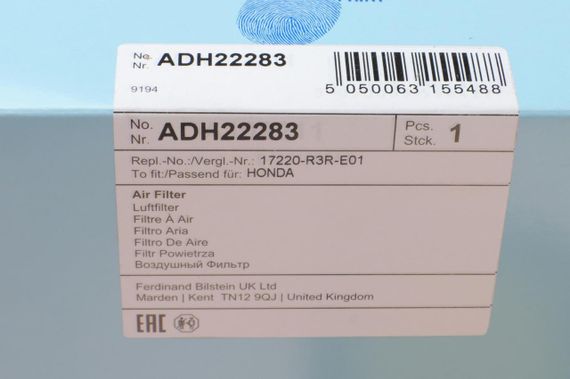 No.
Nr. ADH22283
9194
5 050063 155488
No.
Nr. ADH22283
Pcs.
Stck. 1
Repl.-No.:/Vergl.-Nr.: 17220-R3R-E01
To fit:/Passend für: HONDA
Air Filter
Luftfilter
Filtre À Air
Filtro Aria
Filtro De Aire
Filtr Powietrza
Воздушный Фильтр
Ferdinand Bilstein UK Ltd
Marden | Kent TN12 9QJ | United Kingdom
EAC